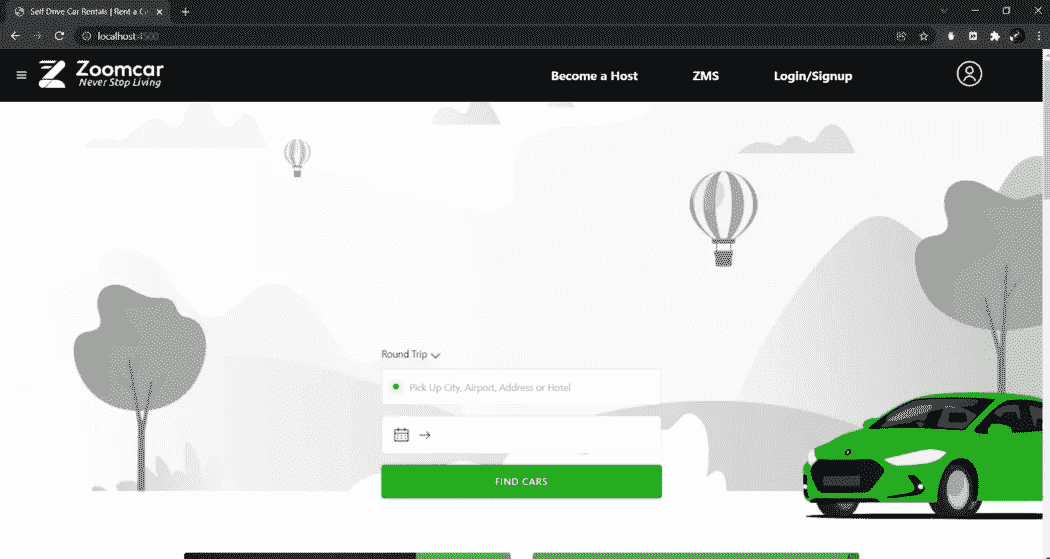 Self Drive Car Rentals | Rent a C
localhost:4500
Zoomcar
Never Stop Living
Become a Host
ZMS
Login/Signup
Round Trip
Pick Up City, Airport, Address or Hotel
FIND CARS